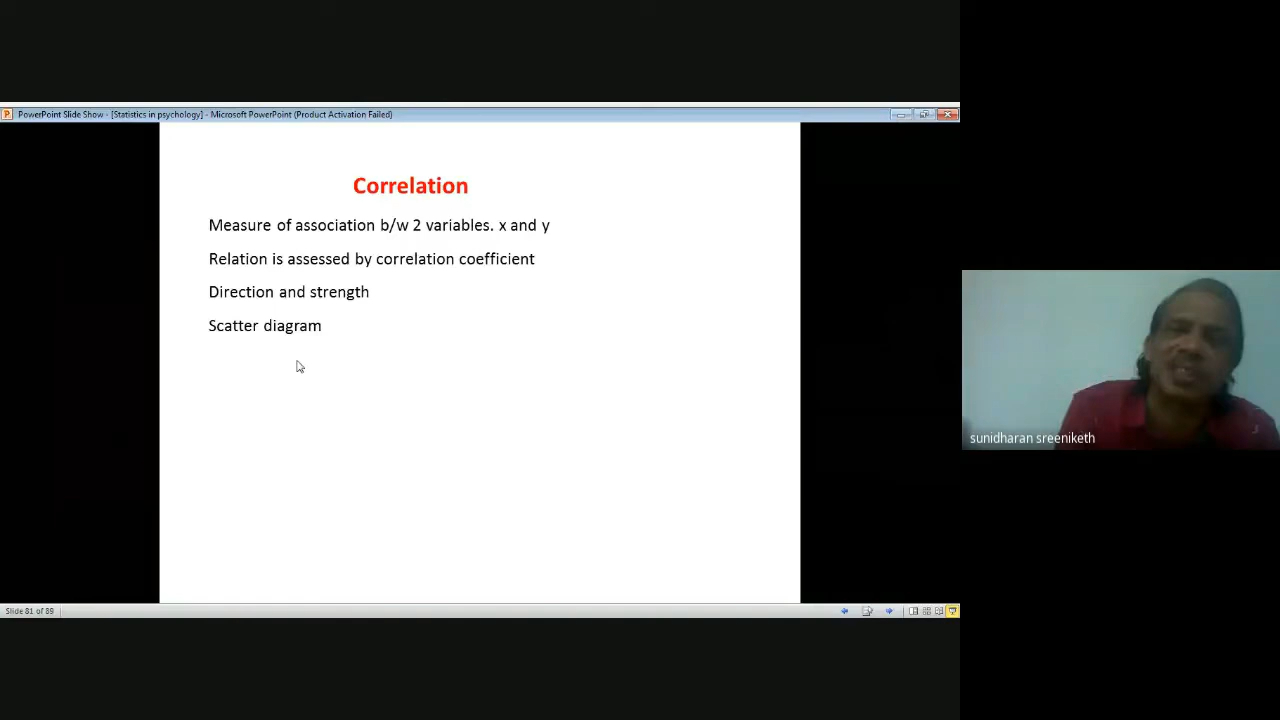 PowerPoint Slide Show - [Statistics in psychology] - Microsoft PowerPoint (Product Activation Failed)
Correlation
Measure of association b/w 2 variables. x and y
Relation is assessed by correlation coefficient
Direction and strength
Scatter diagram
sunidharan sreeniketh
Slide 81 of 89